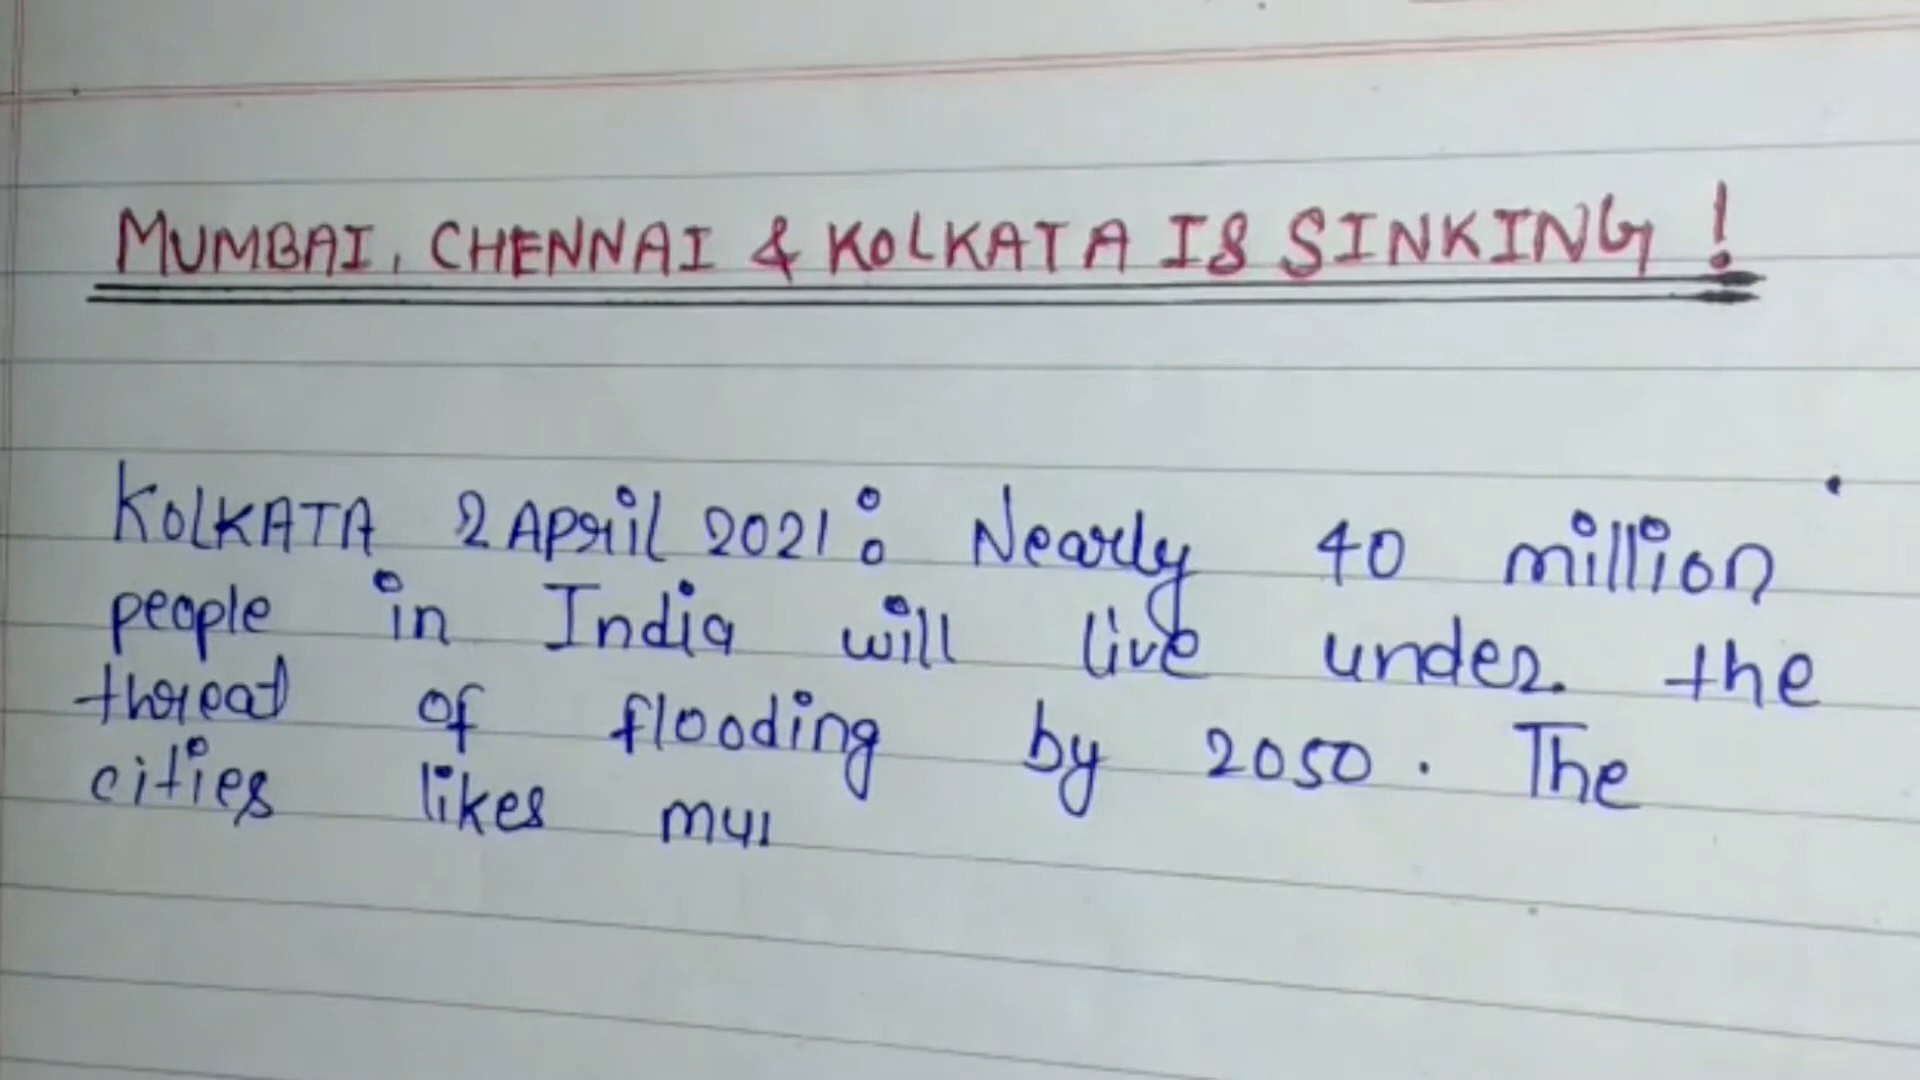 MUMBAI, CHENNAI & KOLKATA IS SINKING!
KOLKATA 2 April 2021: Nearly 40 million
people in India will live under. the
threat of flooding by 2050. The
cities likes mu